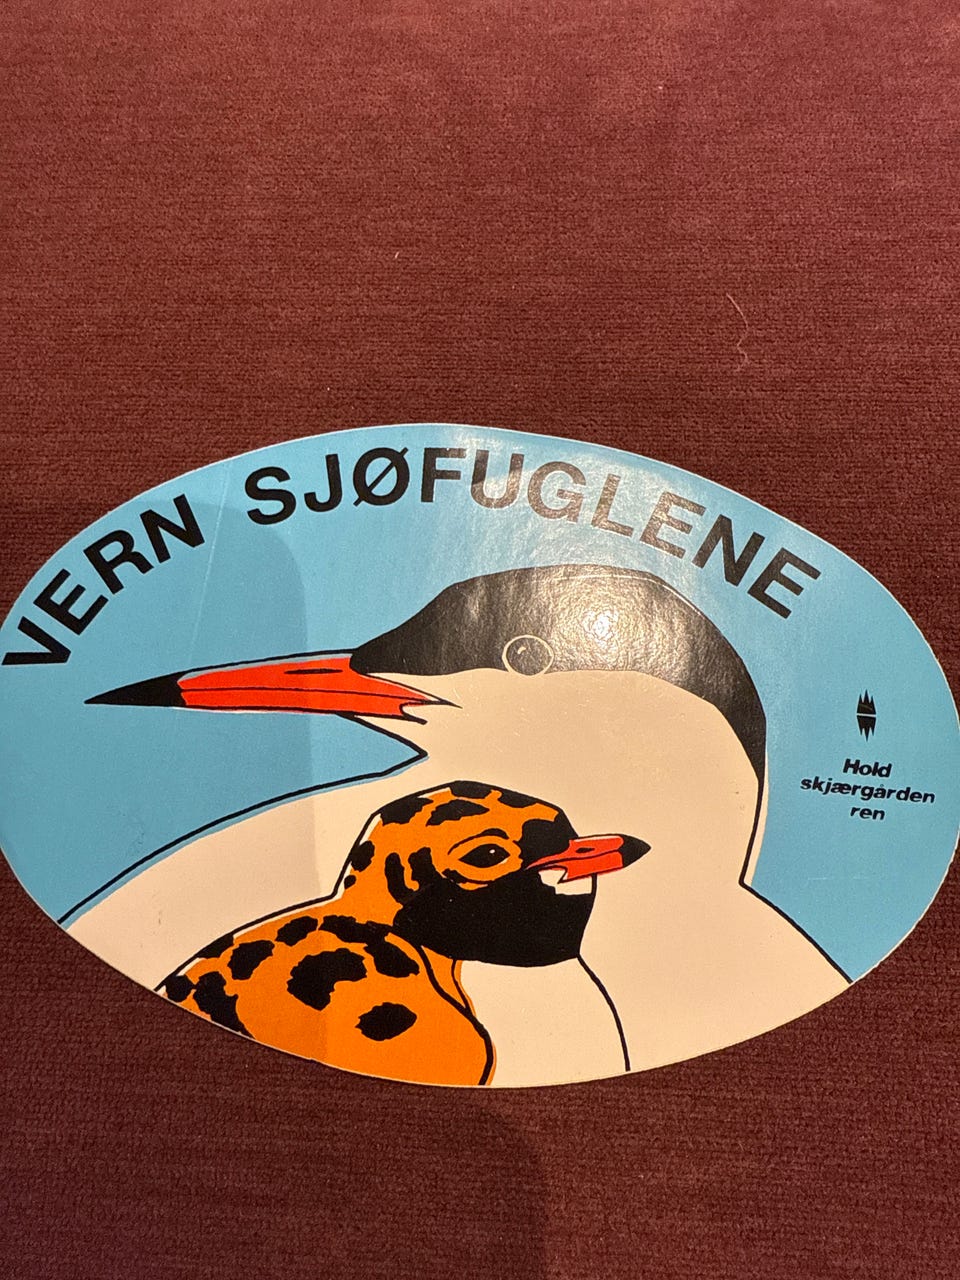 VERN SJØFUGLENE
Hold
skjærgården
ren